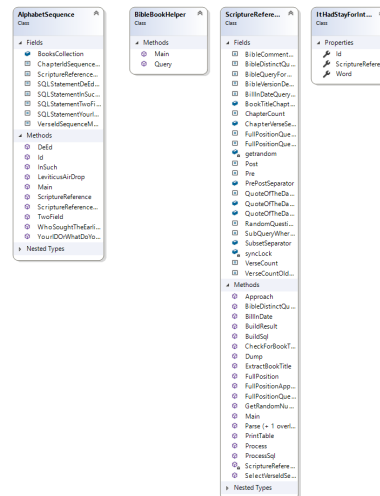 AlphabetSequence
Class
Fields
BooksCollection
ChapterIdSequence...
ScriptureReference...
SQLStatementDeEd...
SQLStatementInSuc...
SQLStatementTwoFi...
SQLStatementYourI...
VerseIdSequenceM...
Methods
DeEd
Id
InSuch
LeviticusAirDrop
Main
ScriptureReference
ScriptureReference...
TwoField
WhoSoughtTheEarli...
YourIDOrWhatDoYo...
Nested Types
BibleBookHelper
Class
Methods
Main
Query
ScriptureRefere...
Class
Fields
BibleComment...
BibleDistinctQu...
BibleQueryFor...
BibleVersionDe...
BillInDateQuery...
BookTitleChapt...
ChapterCount
ChapterVerseSe...
FullPositionQue...
FullPositionQue...
getrandom
Post
Pre
PrePostSeparator
QuoteOfTheDa...
QuoteOfTheDa...
QuoteOfTheDa...
RandomQuesti...
SubQueryWher...
SubsetSeparator
syncLock
VerseCount
VerseCountOld...
Methods
Approach
BibleDistinctQu...
BillInDate
BuildResult
BuildSql
CheckForBookT...
Dump
ExtractBookTitle
FullPosition
FullPositionApp...
FullPositionQue...
GetRandomNu...
Main
Parse (+ 1 overl...
PrintTable
Process
ProcessSql
ScriptureRefere...
SelectVerseIdSe...
Nested Types
ItHadStayForInt...
Class
Properties
Id
ScriptureRefere
Word